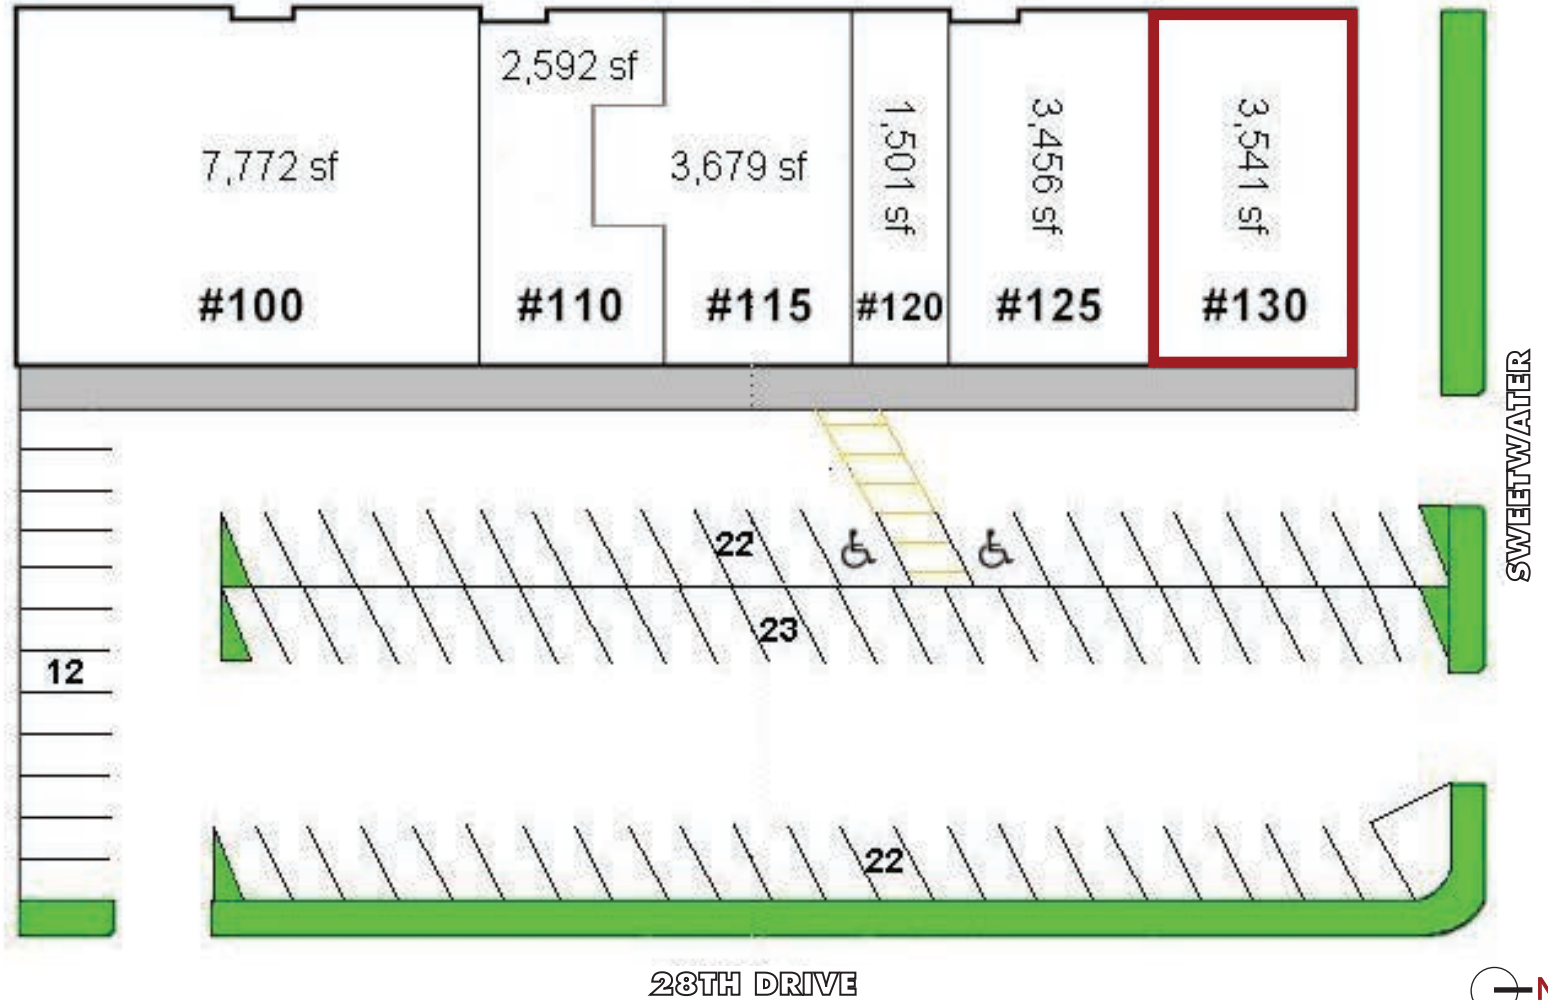 2,592 sf
7,772 sf
3,679 sf
1,501 sf
3,456 sf
3,541 sf
#100
#110
#115
#120
#125
#130
SWEETWATER
22
23
12
22
28TH DRIVE
N